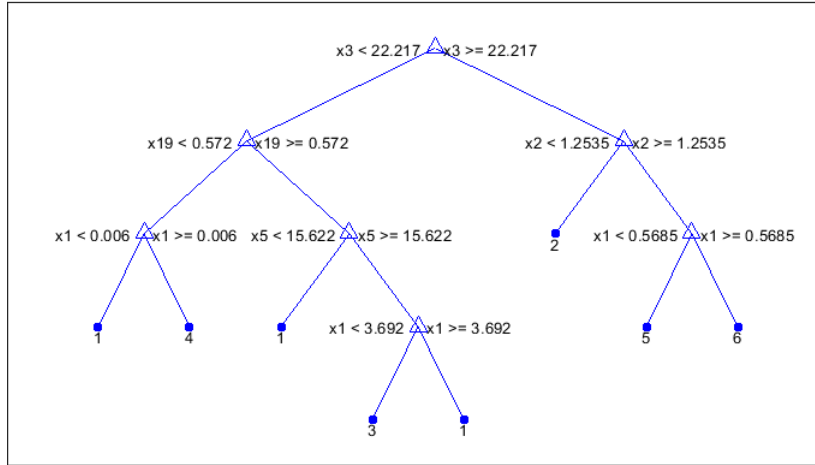 x3 < 22.217 x3 >= 22.217
x19 < 0.572 x19 >= 0.572 x2 < 1.2535 x2 >= 1.2535
x1 < 0.006 x1 >= 0.006 x5 < 15.622 x5 >= 15.622 2 x1 < 0.5685 x1 >= 0.5685
1 4 1 x1 < 3.692 x1 >= 3.692 5 6
3 1